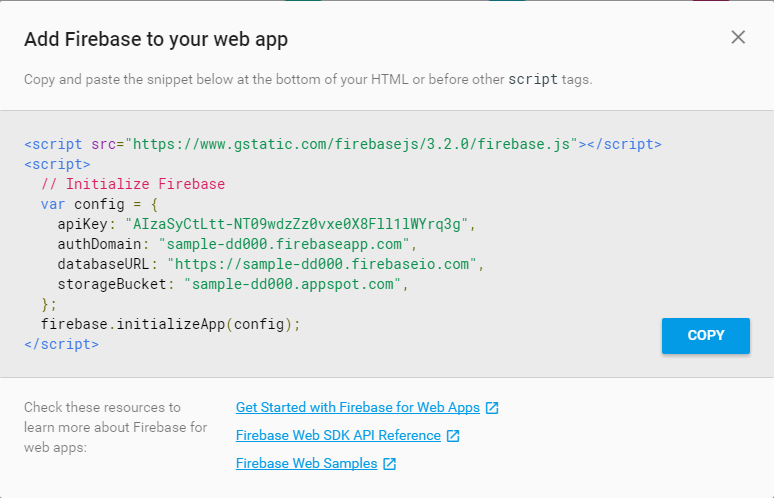 Add Firebase to your web app
Copy and paste the snippet below at the bottom of your HTML or before other script tags.
<script src="https://www.gstatic.com/firebasejs/3.2.0/firebase.js"></script>
<script>
  // Initialize Firebase
  var config = {
    apiKey: "AIzaSyCtLtt-NT09wdzZz0vxe0X8Fll1lWYrq3g",
    authDomain: "sample-dd000.firebaseapp.com",
    databaseURL: "https://sample-dd000.firebaseio.com",
    storageBucket: "sample-dd000.appspot.com",
  };
  firebase.initializeApp(config);
</script>
COPY
Check these resources to
learn more about Firebase for
web apps:
Get Started with Firebase for Web Apps
Firebase Web SDK API Reference
Firebase Web Samples